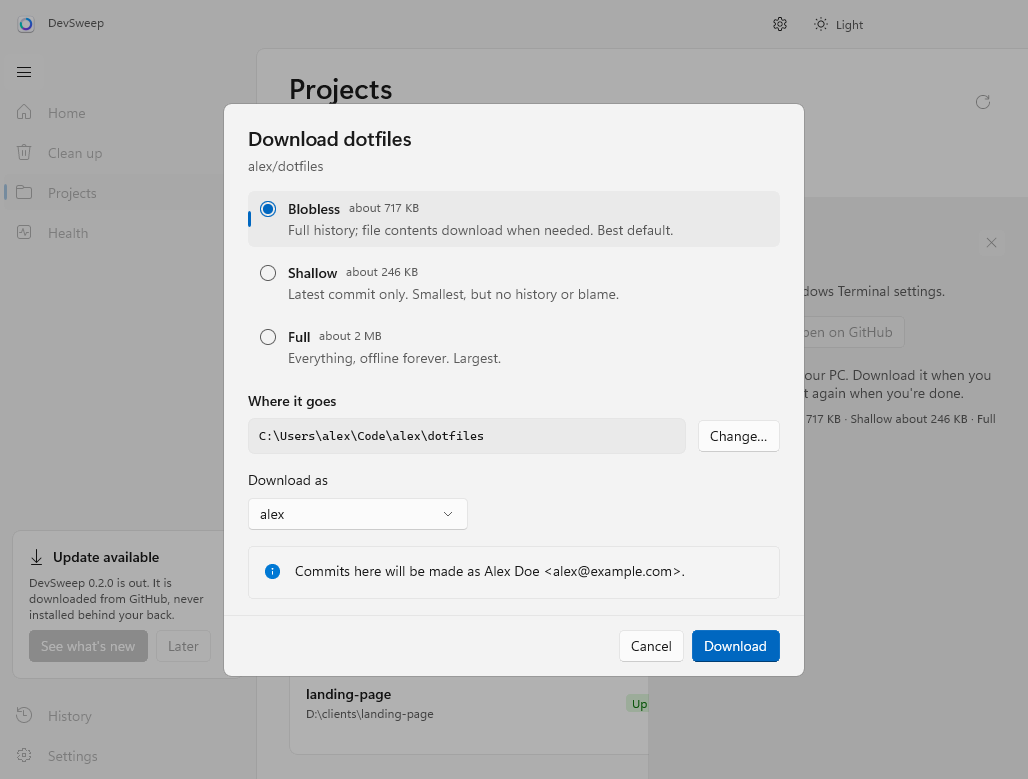 DevSweep
Light
Home
Clean up
Projects
Health
Projects
Download dotfiles
alex/dotfiles
Blobless about 717 KB
Full history; file contents download when needed. Best default.
Shallow about 246 KB
Latest commit only. Smallest, but no history or blame.
Full about 2 MB
Everything, offline forever. Largest.
Where it goes
C:\Users\alex\Code\alex\dotfiles
Change...
Download as
alex
Commits here will be made as Alex Doe <alex@example.com>.
Cancel
Download
Terminal settings.
on GitHub
PC. Download it when you
again when you're done.
717 KB · Shallow about 246 KB · Full
Update available
DevSweep 0.2.0 is out. It is
downloaded from GitHub, never
installed behind your back.
See what's new
Later
landing-page
D:\clients\landing-page
Up
History
Settings